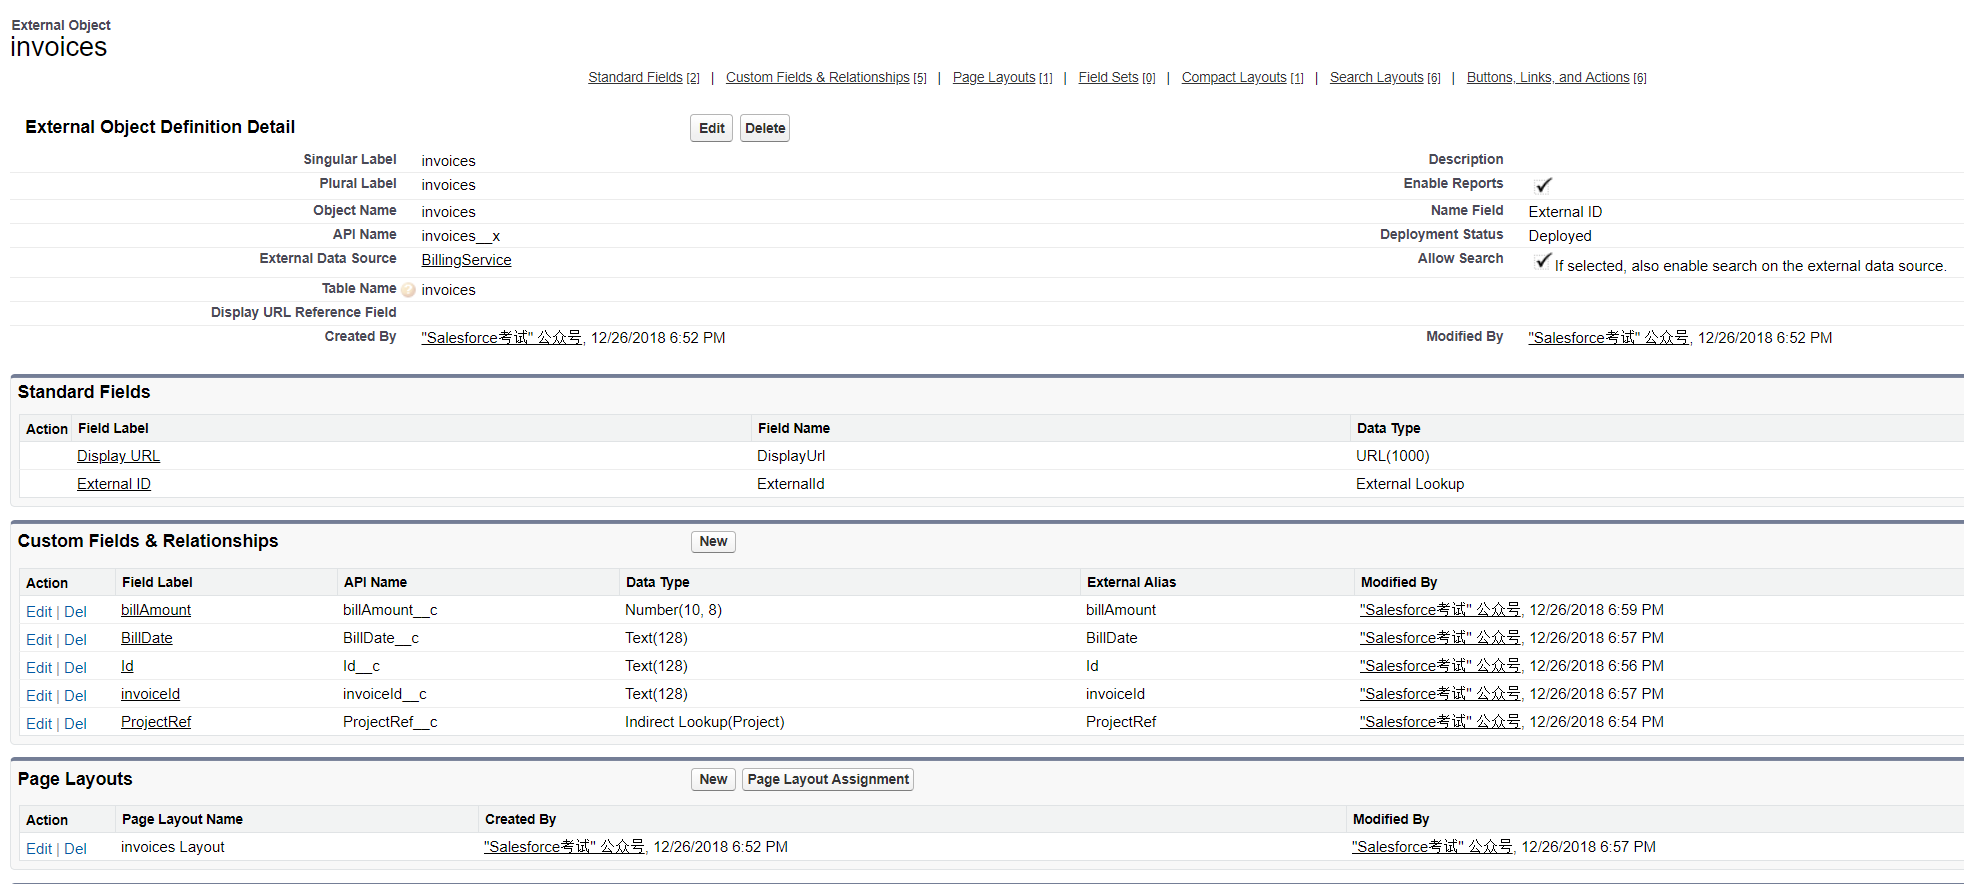 External Object
invoices
Standard Fields [2] | Custom Fields & Relationships [5] | Page Layouts [1] | Field Sets [0] | Compact Layouts [1] | Search Layouts [6] | Buttons, Links, and Actions [6]
External Object Definition Detail Edit Delete
Singular Label invoices Description
Plural Label invoices Enable Reports
Object Name invoices Name Field External ID
API Name invoices__x Deployment Status Deployed
External Data Source BillingService Allow Search If selected, also enable search on the external data source.
Table Name ? invoices
Display URL Reference Field
Created By "Salesforce考试" 公众号, 12/26/2018 6:52 PM Modified By "Salesforce考试" 公众号, 12/26/2018 6:52 PM
Standard Fields
Action Field Label Field Name Data Type
Display URL DisplayUrl URL(1000)
External ID ExternalId External Lookup
Custom Fields & Relationships New
Action Field Label API Name Data Type External Alias Modified By
Edit | Del billAmount billAmount__c Number(10, 8) billAmount "Salesforce考试" 公众号, 12/26/2018 6:59 PM
Edit | Del BillDate BillDate__c Text(128) BillDate "Salesforce考试" 公众号, 12/26/2018 6:57 PM
Edit | Del Id Id__c Text(128) Id "Salesforce考试" 公众号, 12/26/2018 6:56 PM
Edit | Del invoiceId invoiceId__c Text(128) invoiceId "Salesforce考试" 公众号, 12/26/2018 6:57 PM
Edit | Del ProjectRef ProjectRef__c Indirect Lookup(Project) ProjectRef "Salesforce考试" 公众号, 12/26/2018 6:54 PM
Page Layouts New Page Layout Assignment
Action Page Layout Name Created By Modified By
Edit | Del invoices Layout "Salesforce考试" 公众号, 12/26/2018 6:52 PM "Salesforce考试" 公众号, 12/26/2018 6:57 PM